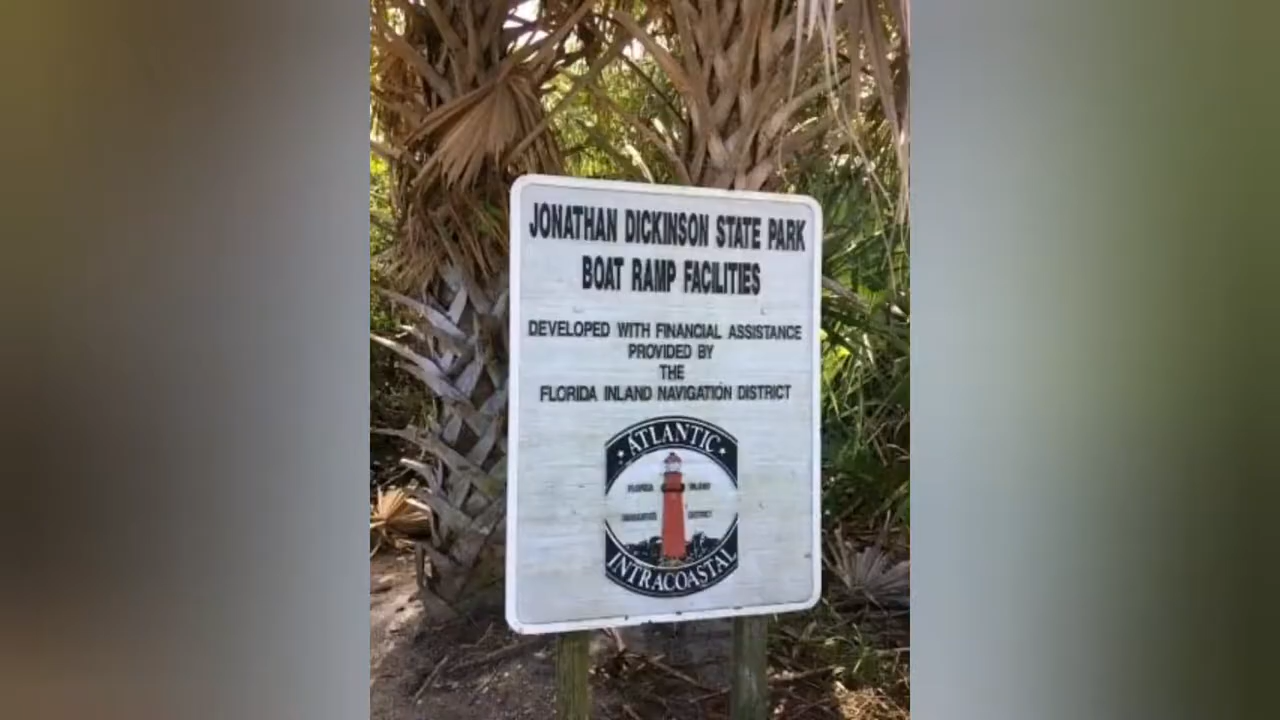 JONATHAN DICKINSON STATE PARK
BOAT RAMP FACILITIES
DEVELOPED WITH FINANCIAL ASSISTANCE
PROVIDED BY
THE
FLORIDA INLAND NAVIGATION DISTRICT
ATLANTIC
FLORIDA INLAND
NAVIGATION DISTRICT
INTRACOASTAL